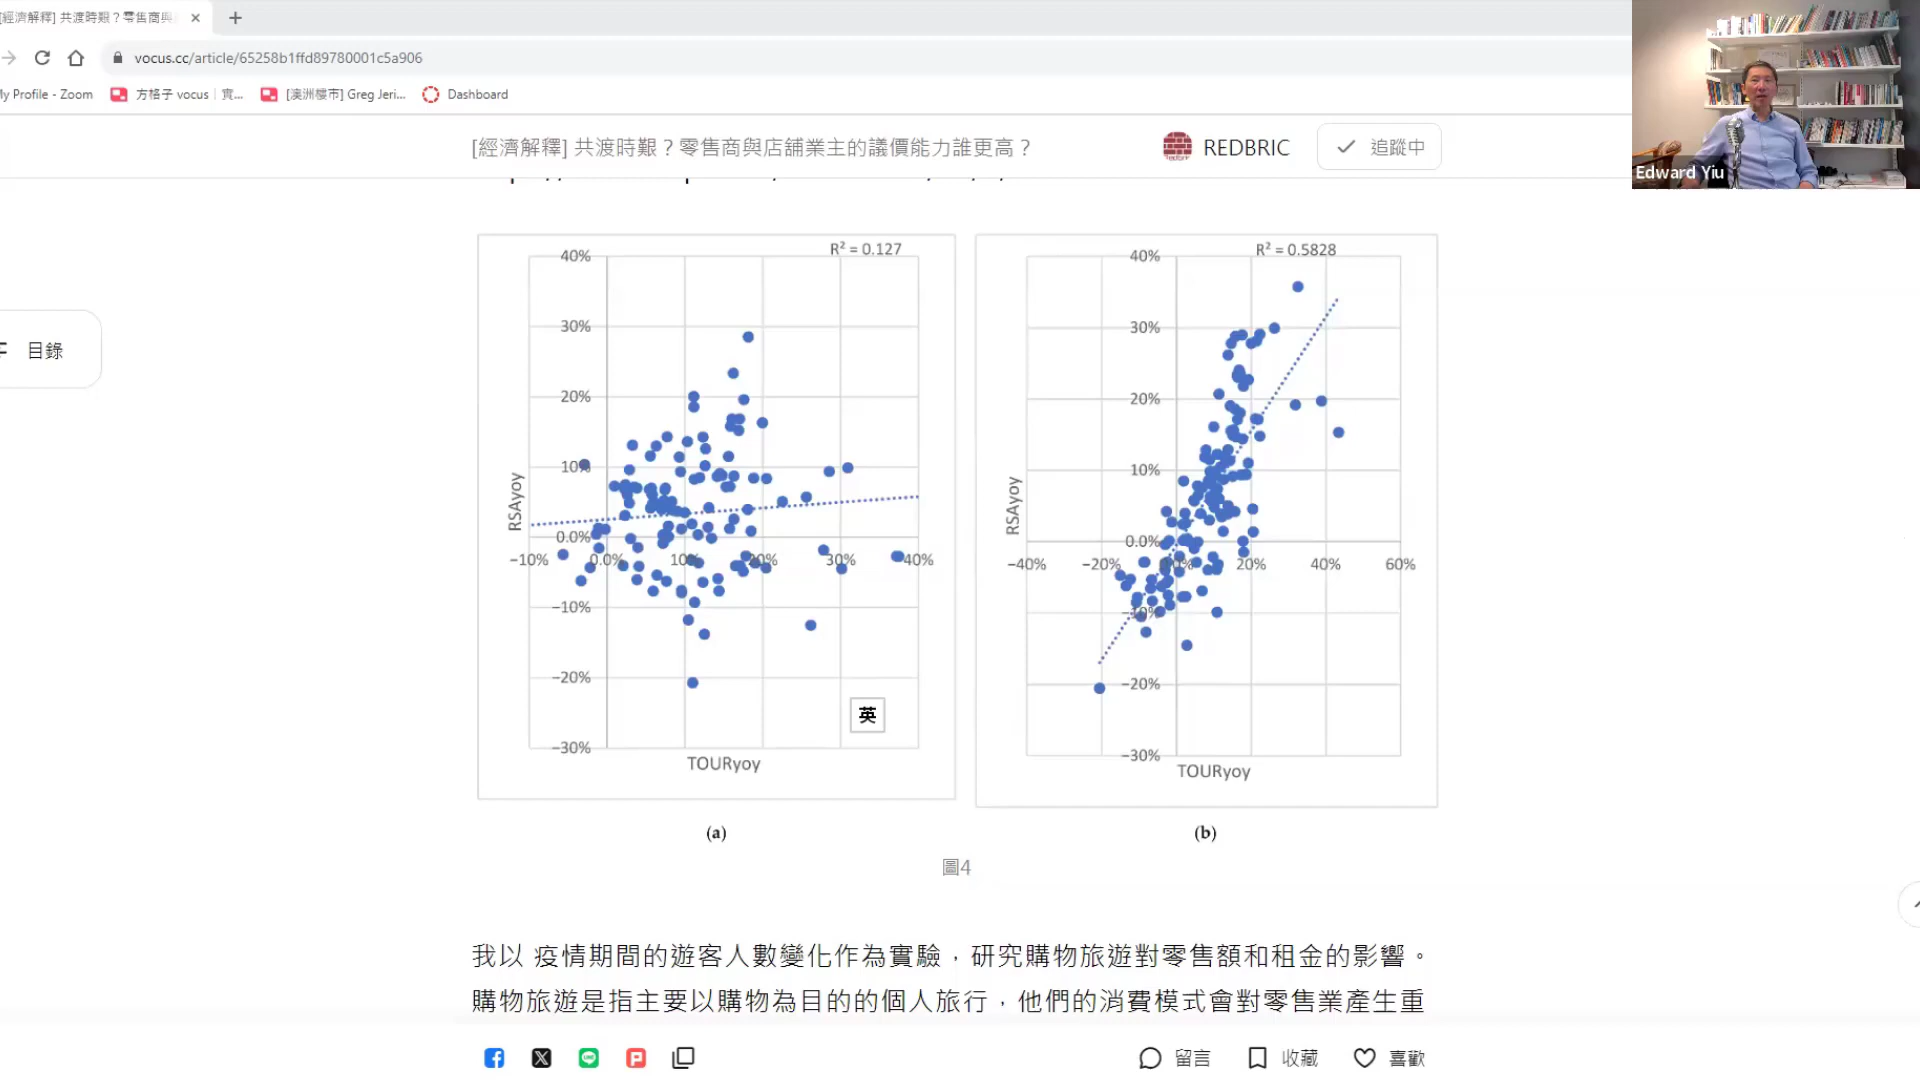 [經濟解釋] 共渡時艱？零售商與
vocus.cc/article/65258b1ffd89780001c5a906
My Profile - Zoom
方格子 vocus｜實...
[澳洲樓市] Greg Jeri...
Dashboard
Edward Yiu
[經濟解釋] 共渡時艱？零售商與店舖業主的議價能力誰更高？
REDBRIC
追蹤中
目錄
R² = 0.127
40%
30%
20%
10%
0.0%
−10%
−20%
−30%
RSAyoy
−10%
0.0%
10%
20%
30%
40%
TOURyoy
英
(a)
R² = 0.5828
40%
30%
20%
10%
0.0%
−10%
−20%
−30%
RSAyoy
−40%
−20%
20%
40%
60%
TOURyoy
(b)
圖4
我以 疫情期間的遊客人數變化作為實驗，研究購物旅遊對零售額和租金的影響。
購物旅遊是指主要以購物為目的的個人旅行，他們的消費模式會對零售業產生重
留言
收藏
喜歡